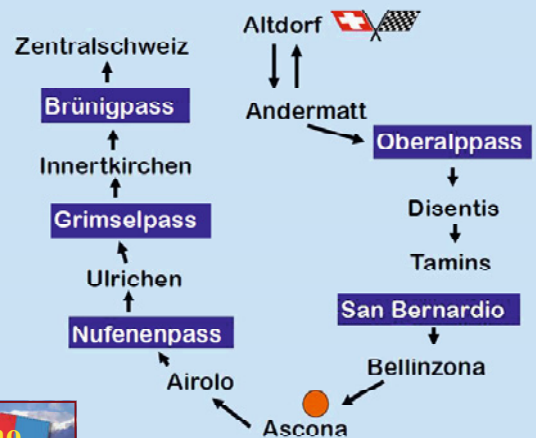 Altdorf
Zentralschweiz
Brünigpass
Andermatt
Oberalppass
Innertkirchen
Disentis
Grimselpass
Tamins
Ulrichen
San Bernardio
Nufenenpass
Bellinzona
Airolo
Ascona